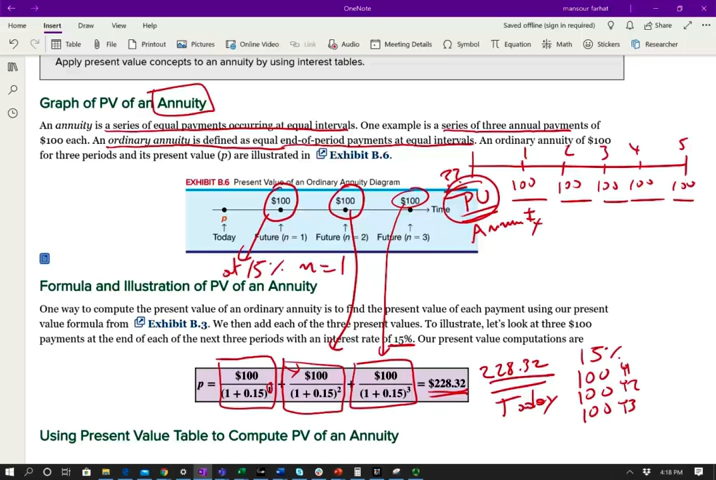 OneNote
mansour farhat
Home Insert Draw View Help
Saved offline (sign in required) Share
Table File Printout Pictures Online Video Link Audio Meeting Details Symbol Equation Math Stickers Researcher
Apply present value concepts to an annuity by using interest tables.
Graph of PV of an Annuity
An annuity is a series of equal payments occurring at equal intervals. One example is a series of three annual payments of
$100 each. An ordinary annuity is defined as equal end-of-period payments at equal intervals. An ordinary annuity of $100
for three periods and its present value (p) are illustrated in Exhibit B.6.
1 2 3 4 5
??
PV 100 100 100 100 100
Annuity
EXHIBIT B.6 Present Value of an Ordinary Annuity Diagram
$100 $100 $100
Time
p
Today Future (n = 1) Future (n = 2) Future (n = 3)
at 15% n=1
Formula and Illustration of PV of an Annuity
One way to compute the present value of an ordinary annuity is to find the present value of each payment using our present
value formula from Exhibit B.3. We then add each of the three present values. To illustrate, let's look at three $100
payments at the end of each of the next three periods with an interest rate of 15%. Our present value computations are
p = $100 / (1 + 0.15)¹ + $100 / (1 + 0.15)² + $100 / (1 + 0.15)³ = $228.32
228.32
Today
15%
100 Y1
100 Y2
100 Y3
Using Present Value Table to Compute PV of an Annuity
4:18 PM